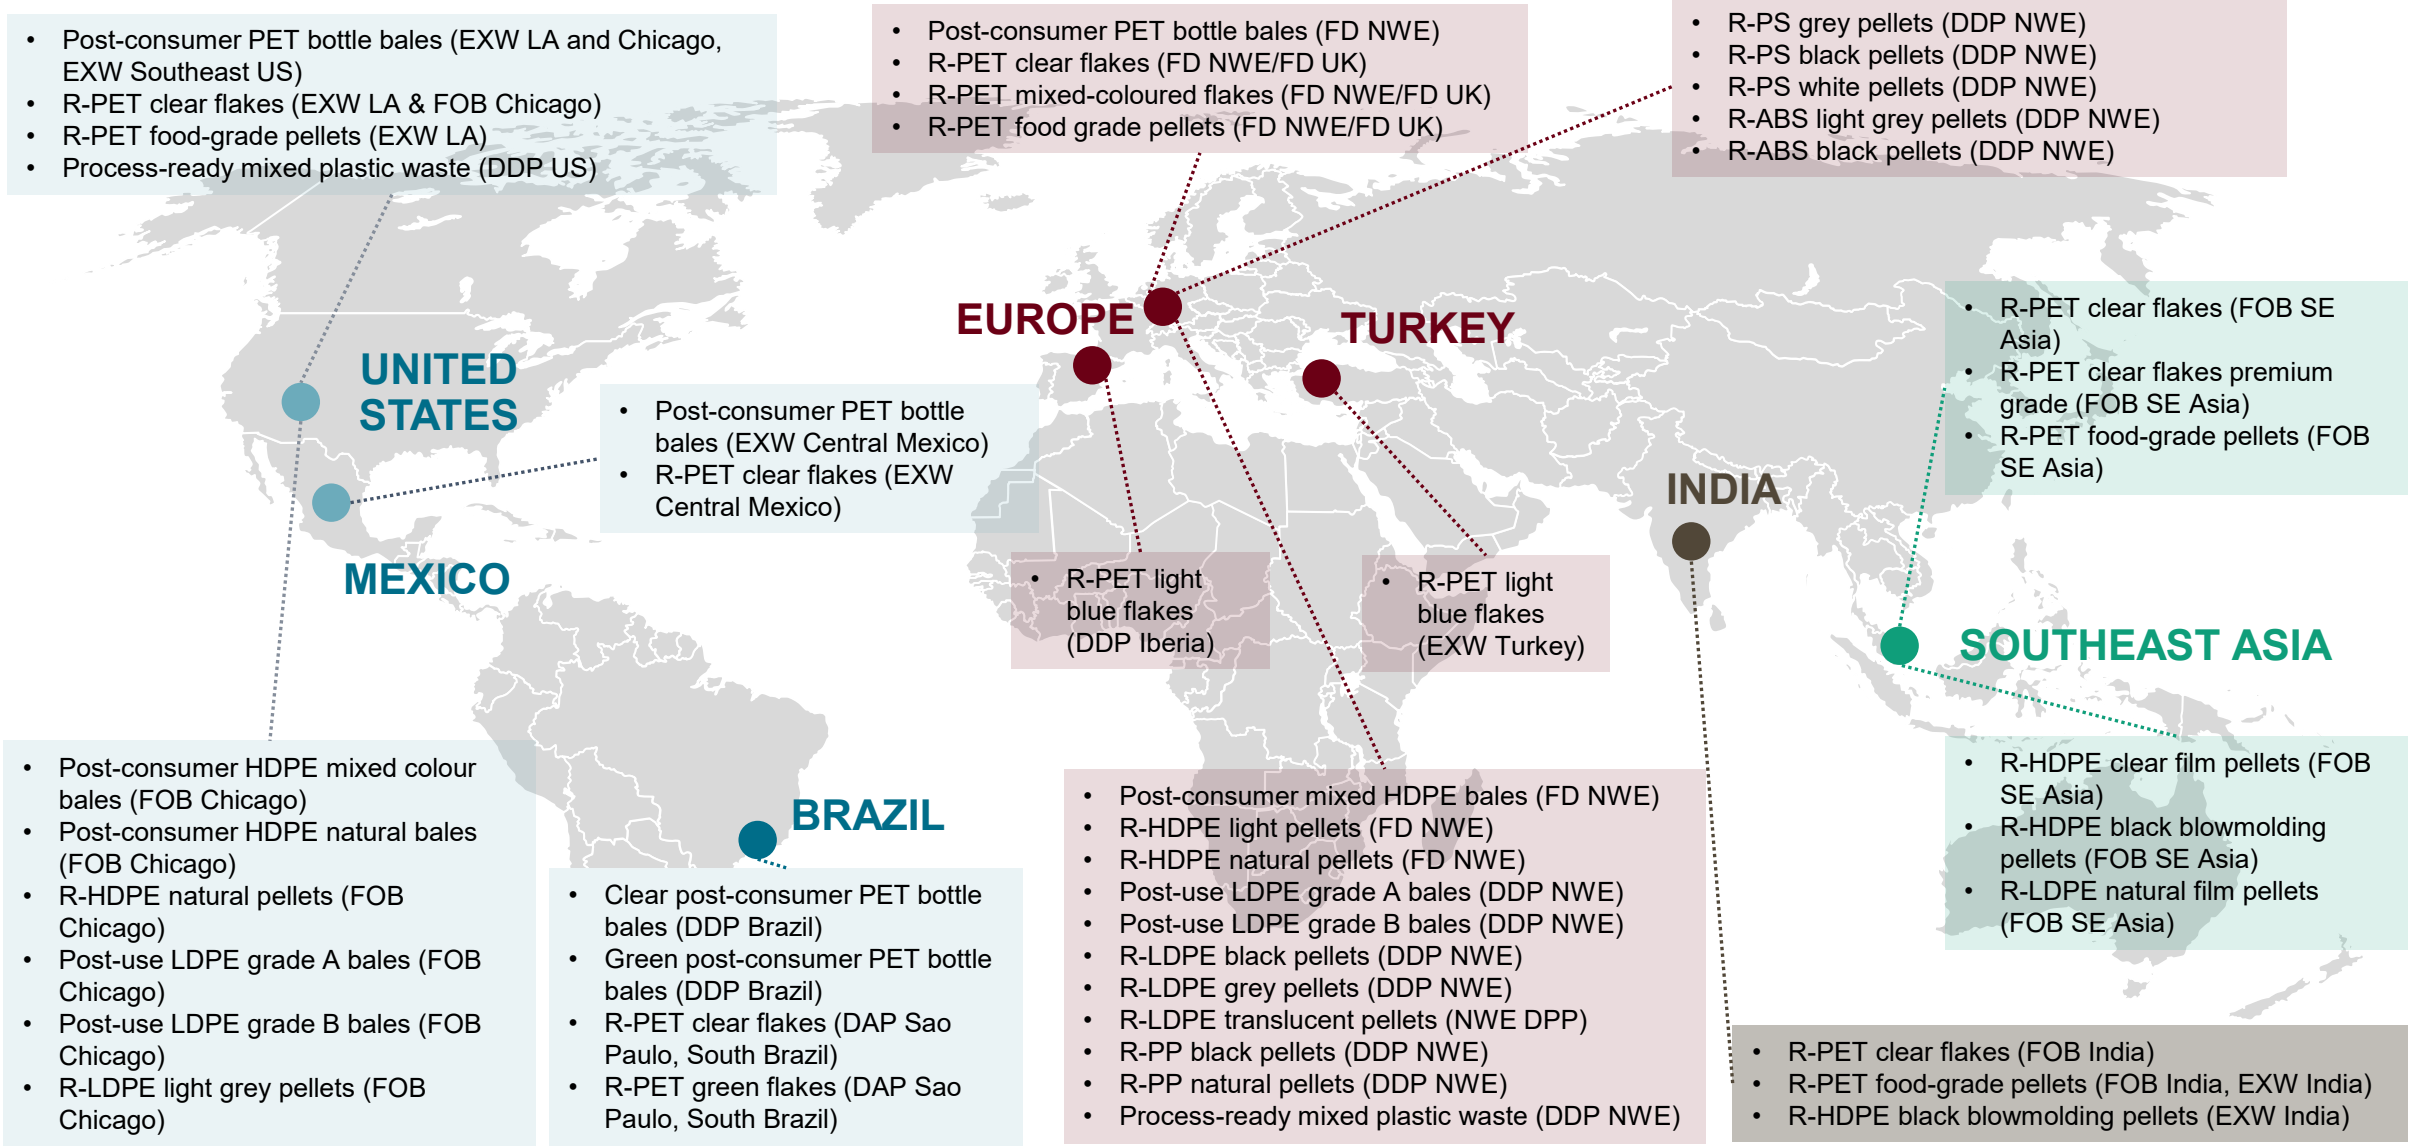 • Post-consumer PET bottle bales (EXW LA and Chicago,
EXW Southeast US)
• R-PET clear flakes (EXW LA & FOB Chicago)
• R-PET food-grade pellets (EXW LA)
• Process-ready mixed plastic waste (DDP US)
• Post-consumer PET bottle bales (FD NWE)
• R-PET clear flakes (FD NWE/FD UK)
• R-PET mixed-coloured flakes (FD NWE/FD UK)
• R-PET food grade pellets (FD NWE/FD UK)
• R-PS grey pellets (DDP NWE)
• R-PS black pellets (DDP NWE)
• R-PS white pellets (DDP NWE)
• R-ABS light grey pellets (DDP NWE)
• R-ABS black pellets (DDP NWE)
EUROPE
TURKEY
UNITED
STATES
• Post-consumer PET bottle
bales (EXW Central Mexico)
• R-PET clear flakes (EXW
Central Mexico)
• R-PET clear flakes (FOB SE
Asia)
• R-PET clear flakes premium
grade (FOB SE Asia)
• R-PET food-grade pellets (FOB
SE Asia)
INDIA
MEXICO
• R-PET light
blue flakes
(DDP Iberia)
• R-PET light
blue flakes
(EXW Turkey)
SOUTHEAST ASIA
• Post-consumer HDPE mixed colour
bales (FOB Chicago)
• Post-consumer HDPE natural bales
(FOB Chicago)
• R-HDPE natural pellets (FOB
Chicago)
• Post-use LDPE grade A bales (FOB
Chicago)
• Post-use LDPE grade B bales (FOB
Chicago)
• R-LDPE light grey pellets (FOB
Chicago)
BRAZIL
• Clear post-consumer PET bottle
bales (DDP Brazil)
• Green post-consumer PET bottle
bales (DDP Brazil)
• R-PET clear flakes (DAP Sao
Paulo, South Brazil)
• R-PET green flakes (DAP Sao
Paulo, South Brazil)
• Post-consumer mixed HDPE bales (FD NWE)
• R-HDPE light pellets (FD NWE)
• R-HDPE natural pellets (FD NWE)
• Post-use LDPE grade A bales (DDP NWE)
• Post-use LDPE grade B bales (DDP NWE)
• R-LDPE black pellets (DDP NWE)
• R-LDPE grey pellets (DDP NWE)
• R-LDPE translucent pellets (NWE DPP)
• R-PP black pellets (DDP NWE)
• R-PP natural pellets (DDP NWE)
• Process-ready mixed plastic waste (DDP NWE)
• R-HDPE clear film pellets (FOB
SE Asia)
• R-HDPE black blowmolding
pellets (FOB SE Asia)
• R-LDPE natural film pellets
(FOB SE Asia)
• R-PET clear flakes (FOB India)
• R-PET food-grade pellets (FOB India, EXW India)
• R-HDPE black blowmolding pellets (EXW India)